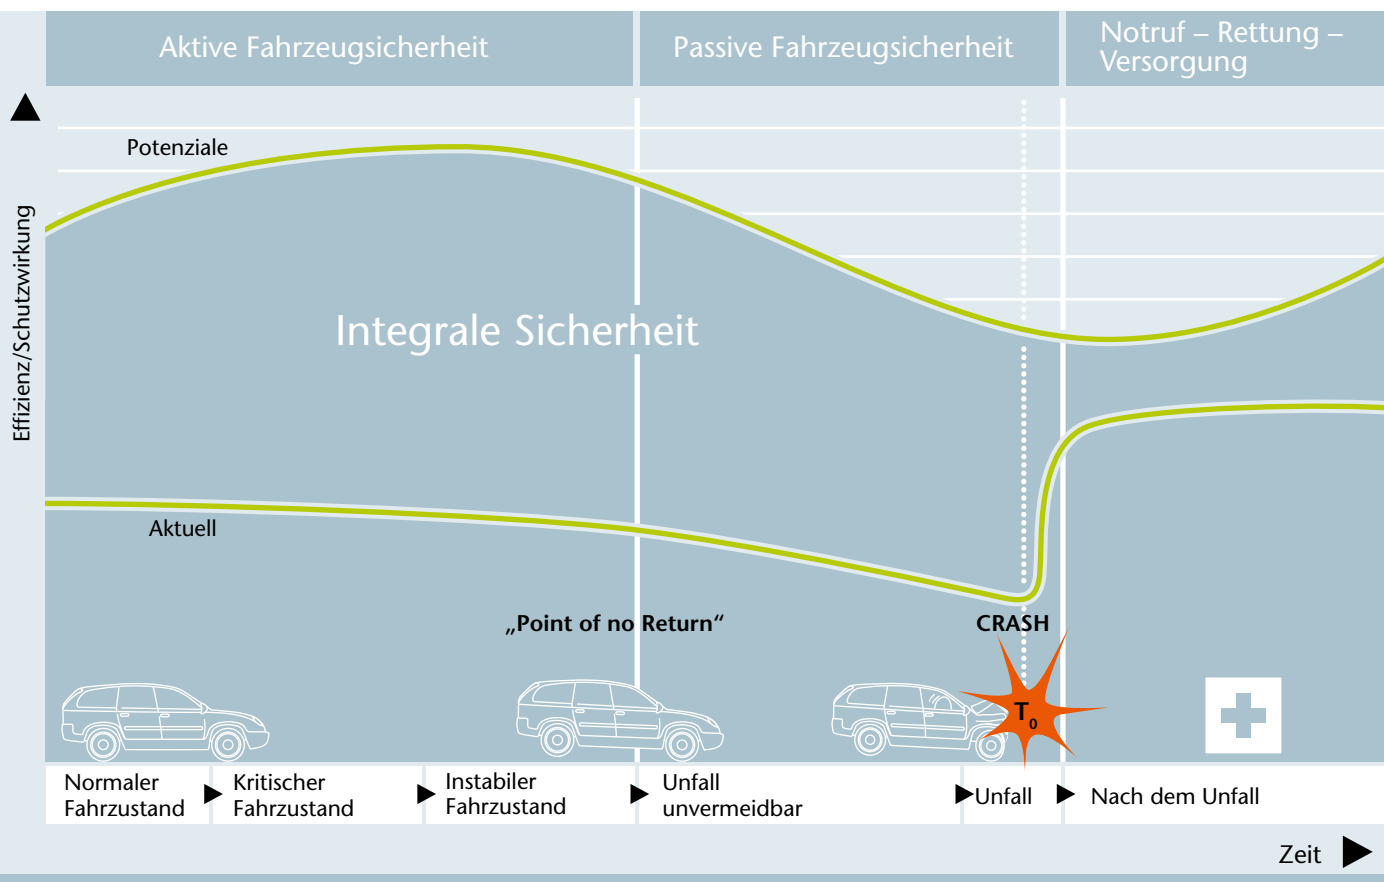 Aktive Fahrzeugsicherheit
Passive Fahrzeugsicherheit
Notruf – Rettung –
Versorgung
Effizienz/Schutzwirkung
Potenziale
Integrale Sicherheit
Aktuell
„Point of no Return“
CRASH
T₀
Normaler
Fahrzustand
Kritischer
Fahrzustand
Instabiler
Fahrzustand
Unfall
unvermeidbar
Unfall
Nach dem Unfall
Zeit